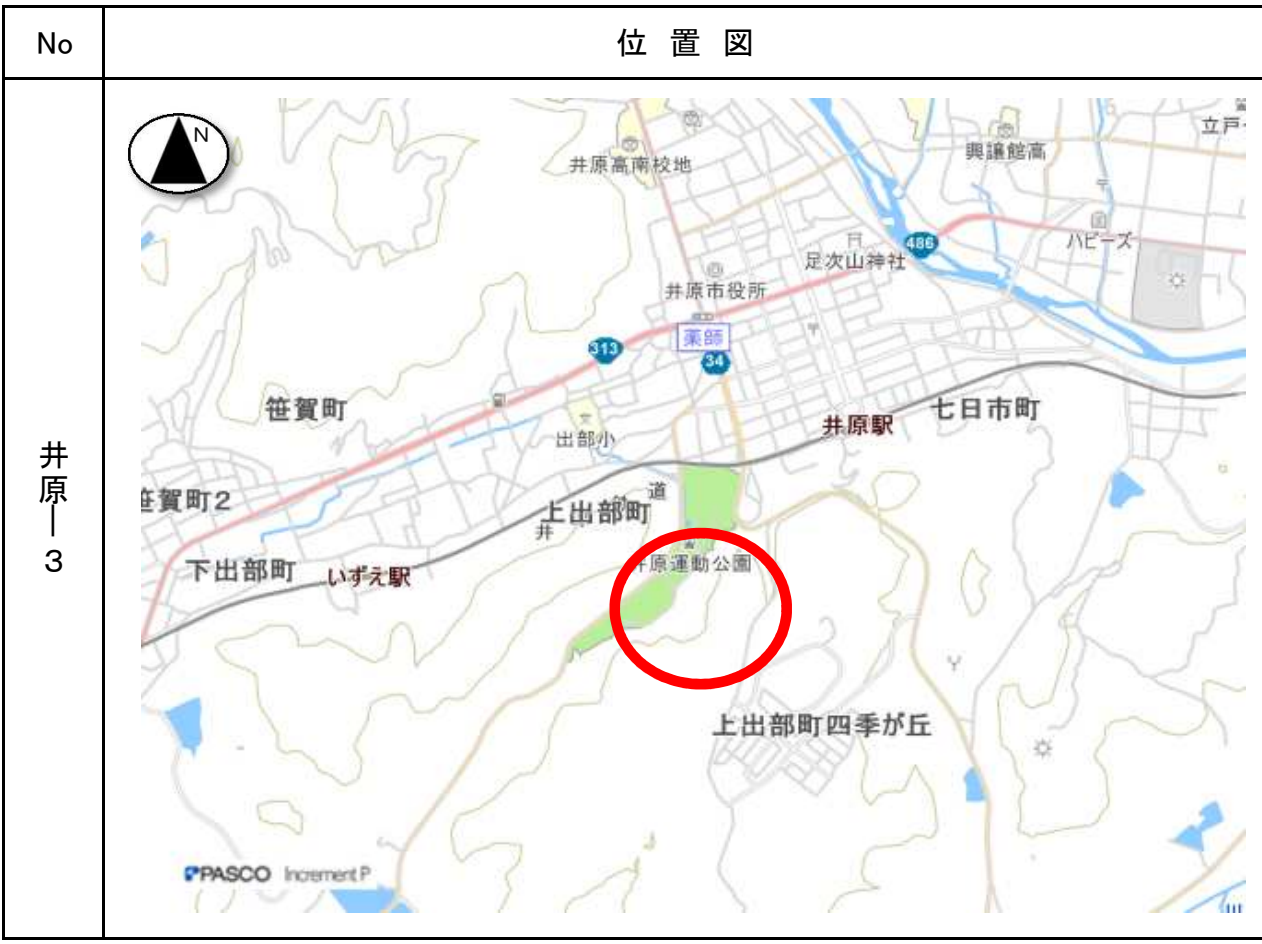 No
位 置 図
井原ー3
N
立戸
井原高南校地
興譲館高
ハピーズ
486
足次山神社
井原市役所
薬師
313
34
笹賀町
七日市町
井原駅
出部小
笹賀町2
道
鉄
上出部町
井
井原運動公園
下出部町
いずえ駅
上出部町四季が丘
PASCO Increment P